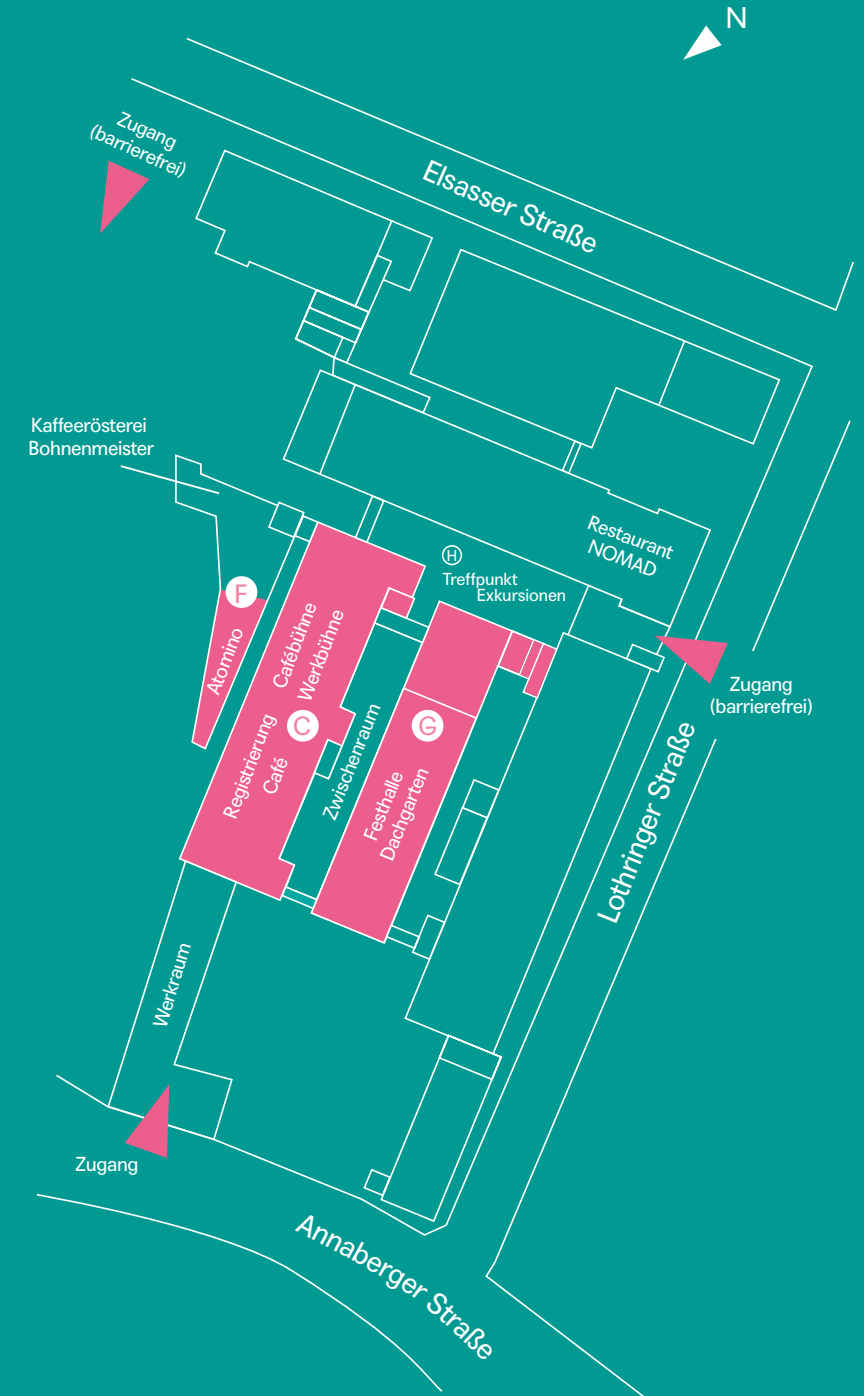 N
Zugang
(barrierefrei)
Elsasser Straße
Kaffeerösterei
Bohnenmeister
Restaurant
NOMAD
H
Treffpunkt
Exkursionen
F
Atomino
Cafébühne
Werkbühne
Zugang
(barrierefrei)
C
Registrierung
Café
Zwischenraum
G
Festhalle
Dachgarten
Lothringer Straße
Werkraum
Zugang
Annaberger Straße